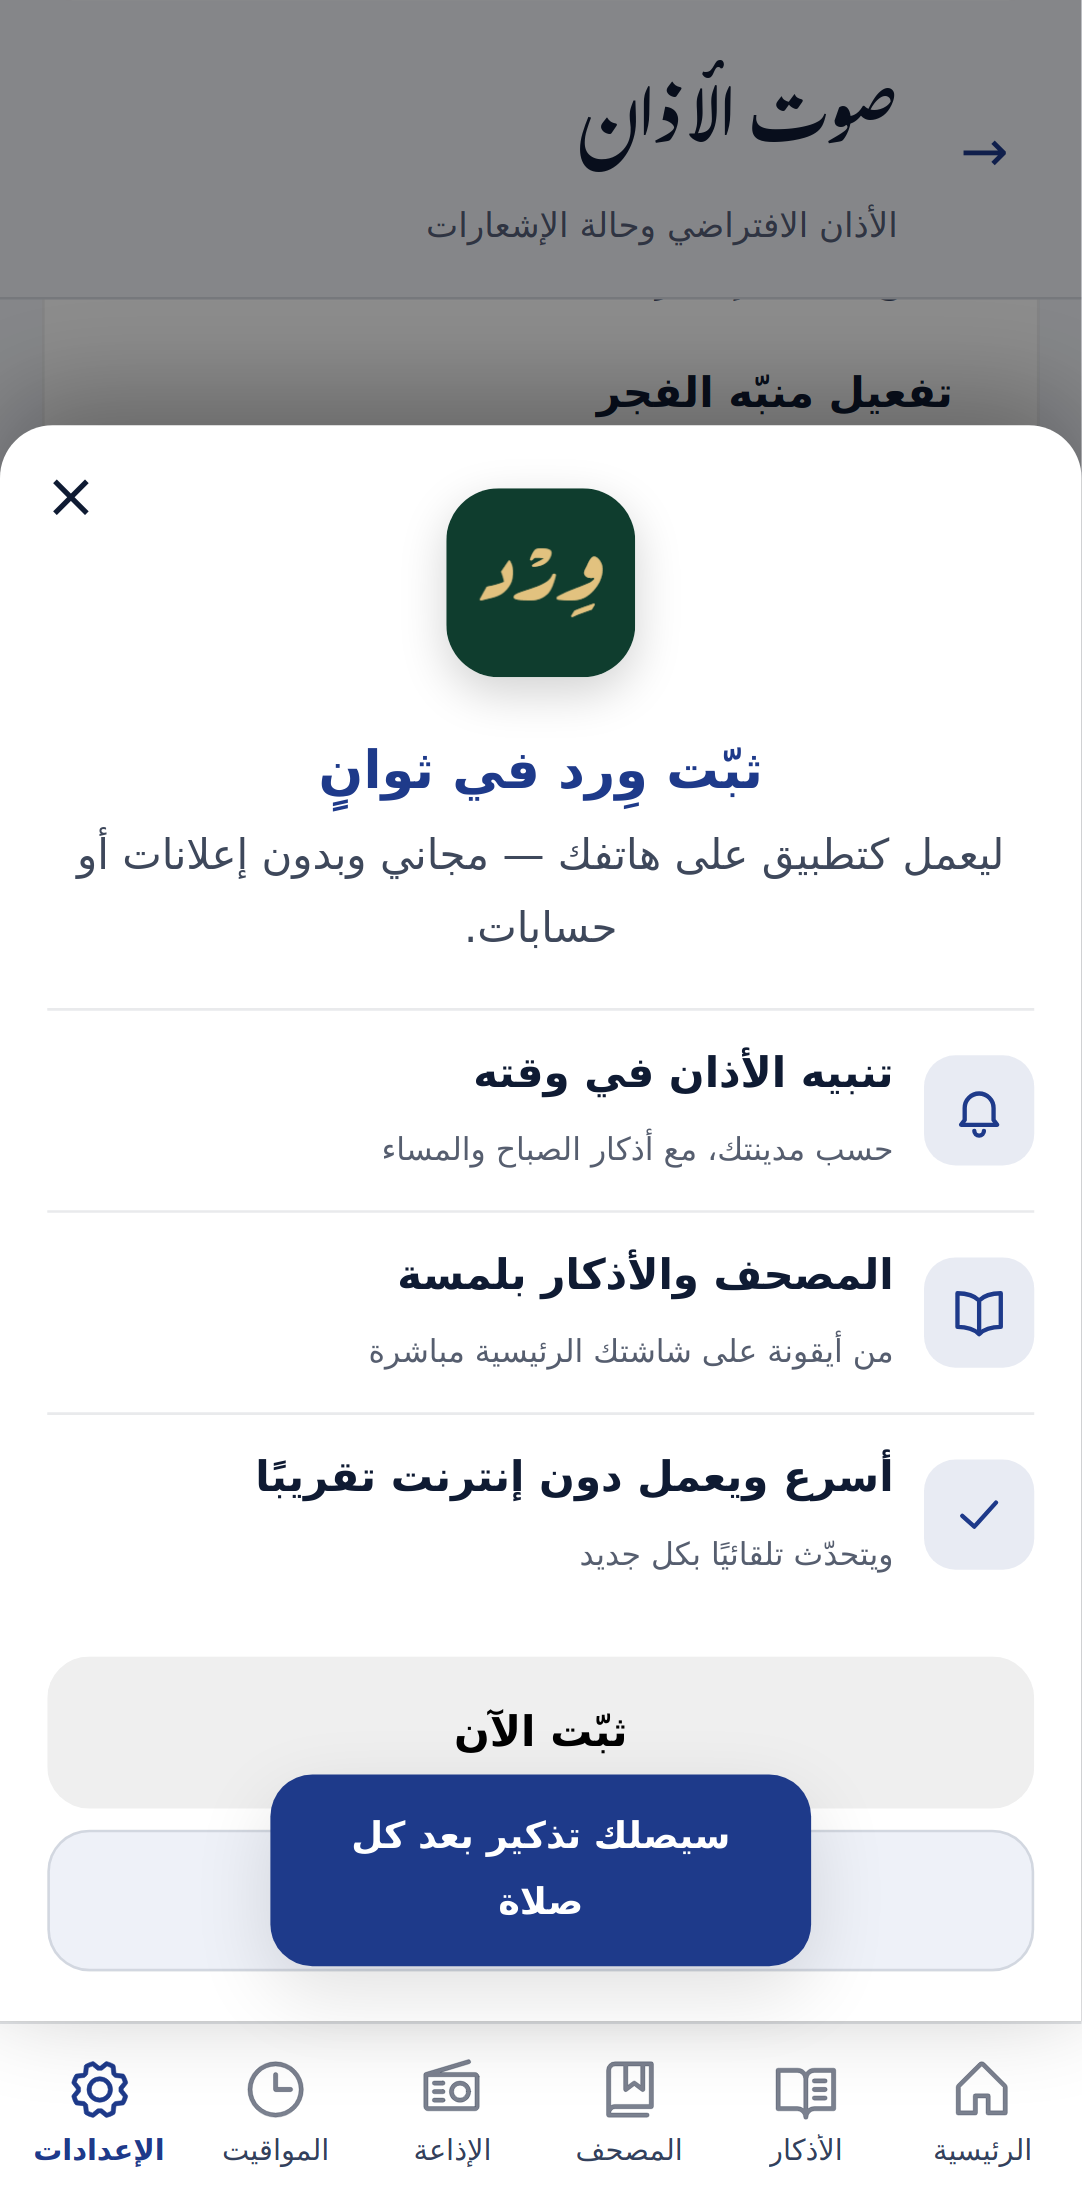 صوت الأذان
الأذان الافتراضي وحالة الإشعارات
تفعيل منبّه الفجر
وِرْد
ثبّت وِرد في ثوانٍ
ليعمل كتطبيق على هاتفك — مجاني وبدون إعلانات أو
حسابات.
تنبيه الأذان في وقته
حسب مدينتك، مع أذكار الصباح والمساء
المصحف والأذكار بلمسة
من أيقونة على شاشتك الرئيسية مباشرة
أسرع ويعمل دون إنترنت تقريبًا
ويتحدّث تلقائيًا بكل جديد
ثبّت الآن
سيصلك تذكير بعد كل
صلاة
الرئيسية
الأذكار
المصحف
الإذاعة
المواقيت
الإعدادات